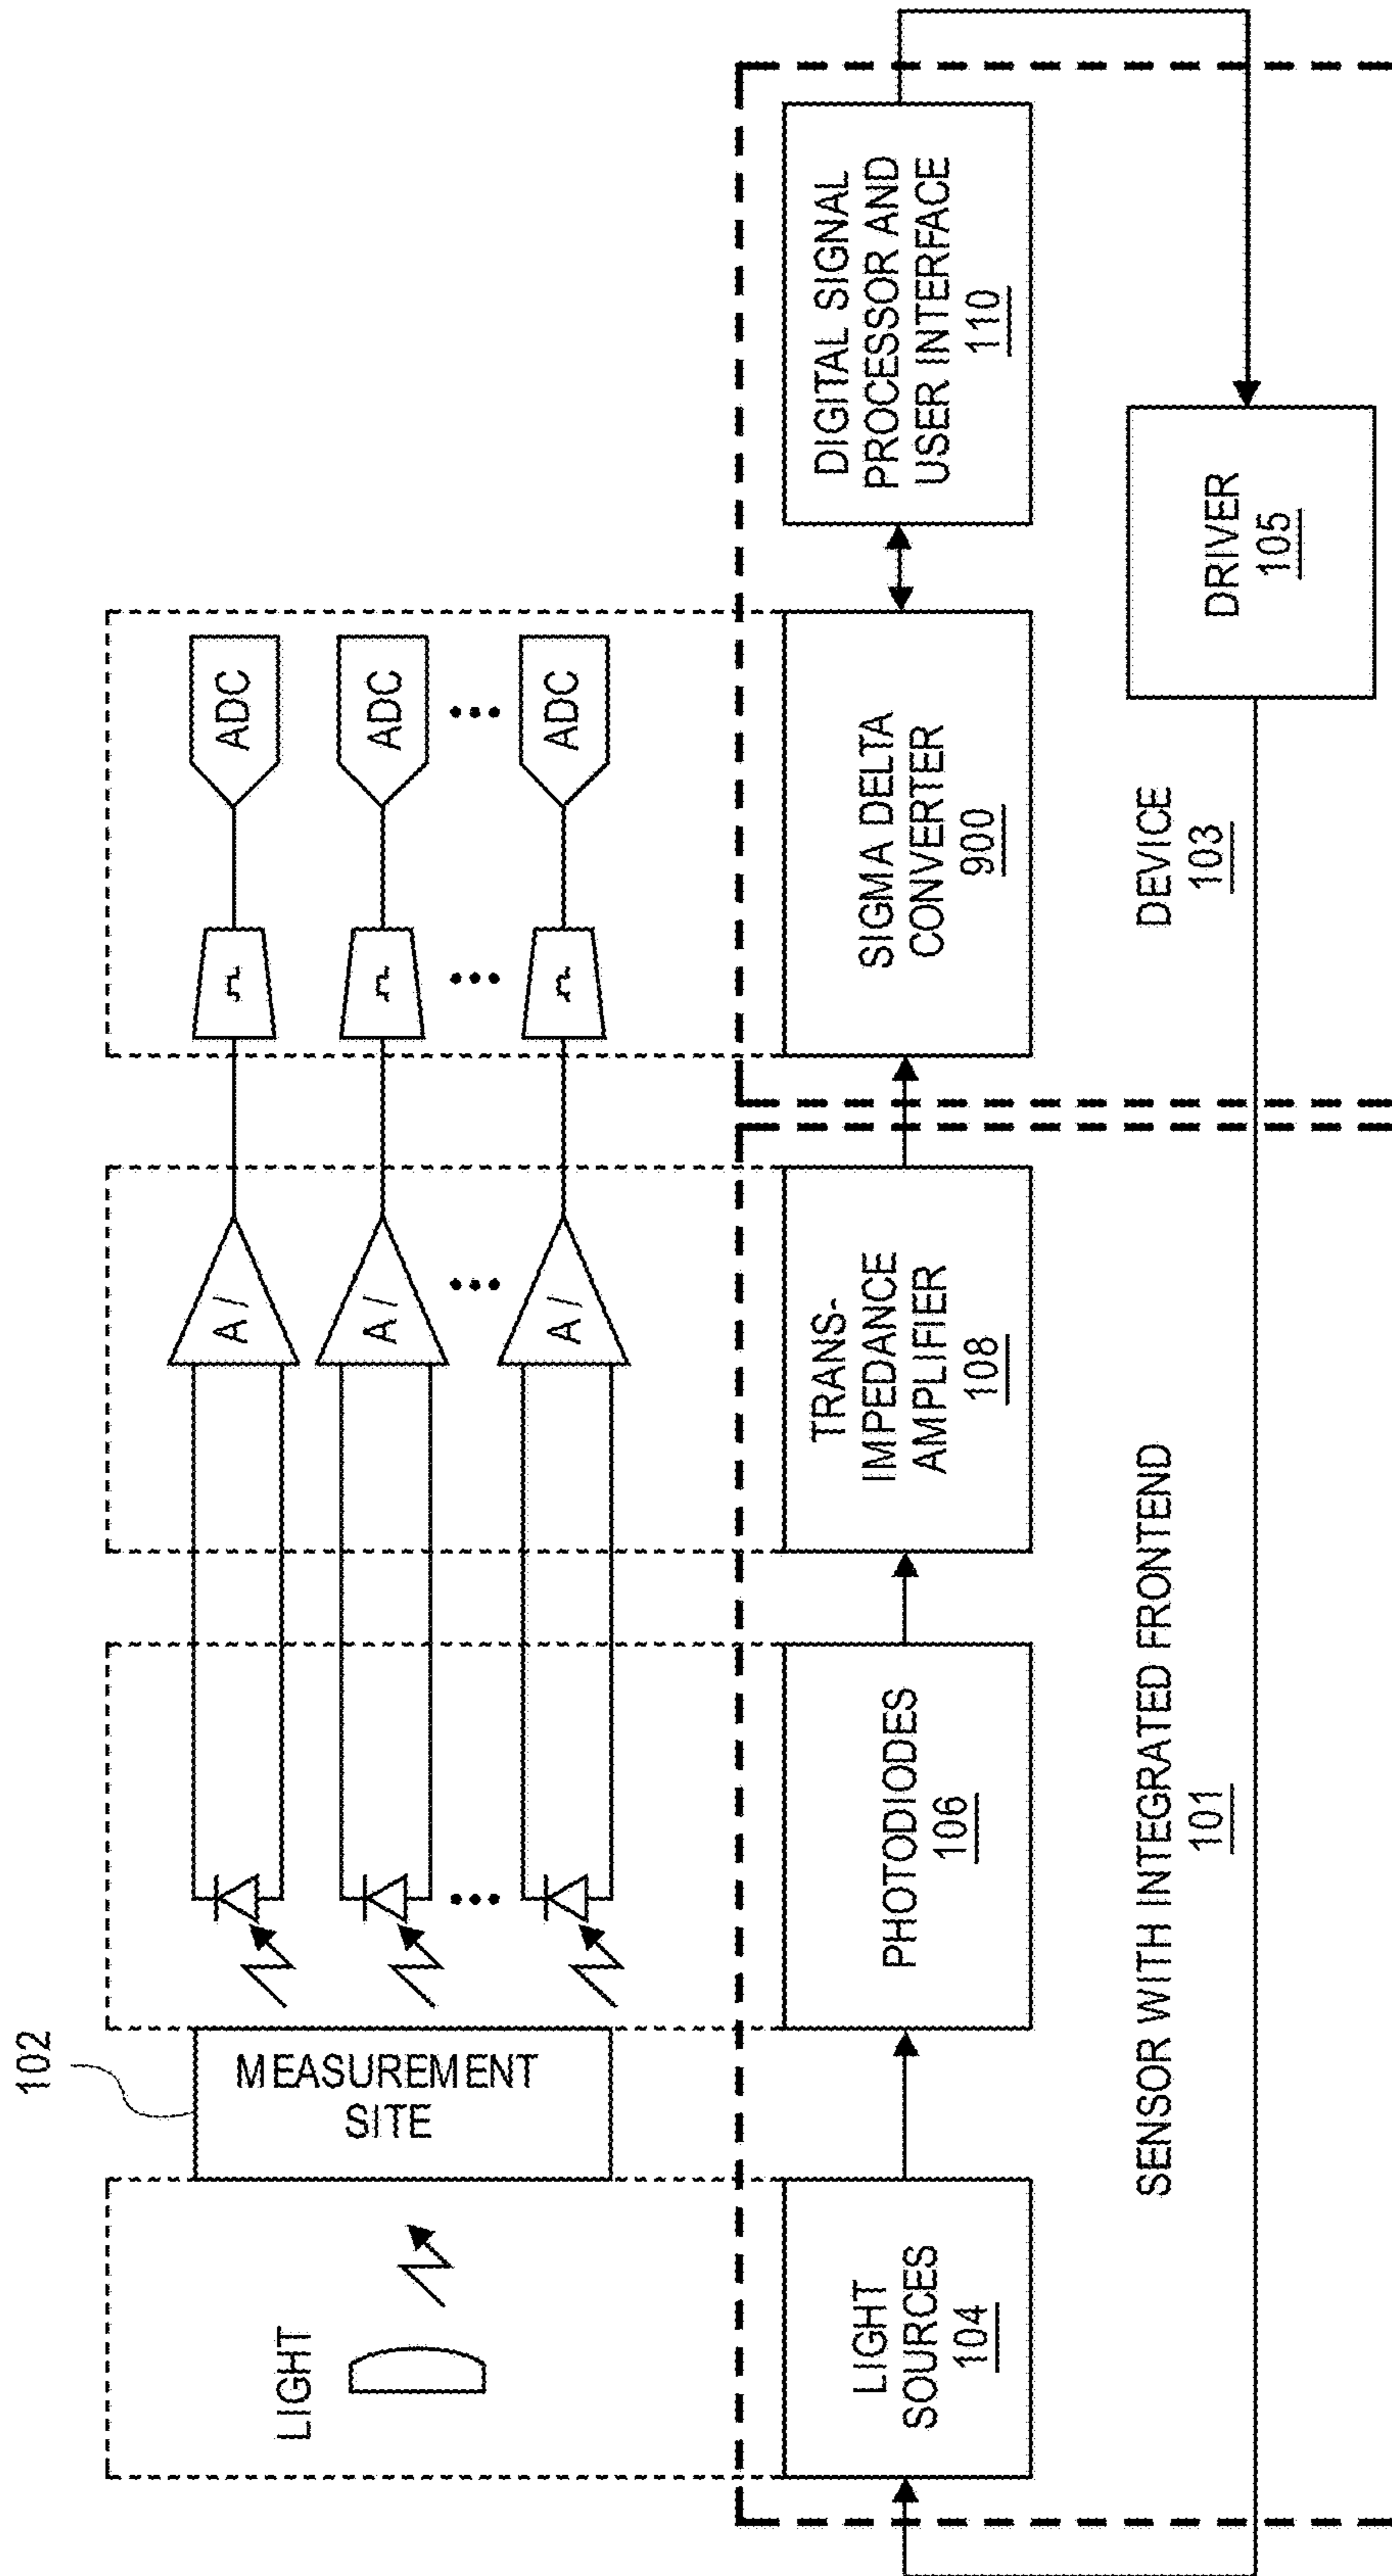 102
LIGHT
MEASUREMENT
SITE
A /
A /
A /
ADC
ADC
ADC
LIGHT
SOURCES
104
PHOTODIODES
106
TRANS-
IMPEDANCE
AMPLIFIER
108
SIGMA DELTA
CONVERTER
900
DIGITAL SIGNAL
PROCESSOR AND
USER INTERFACE
110
SENSOR WITH INTEGRATED FRONTEND
101
DEVICE
103
DRIVER
105